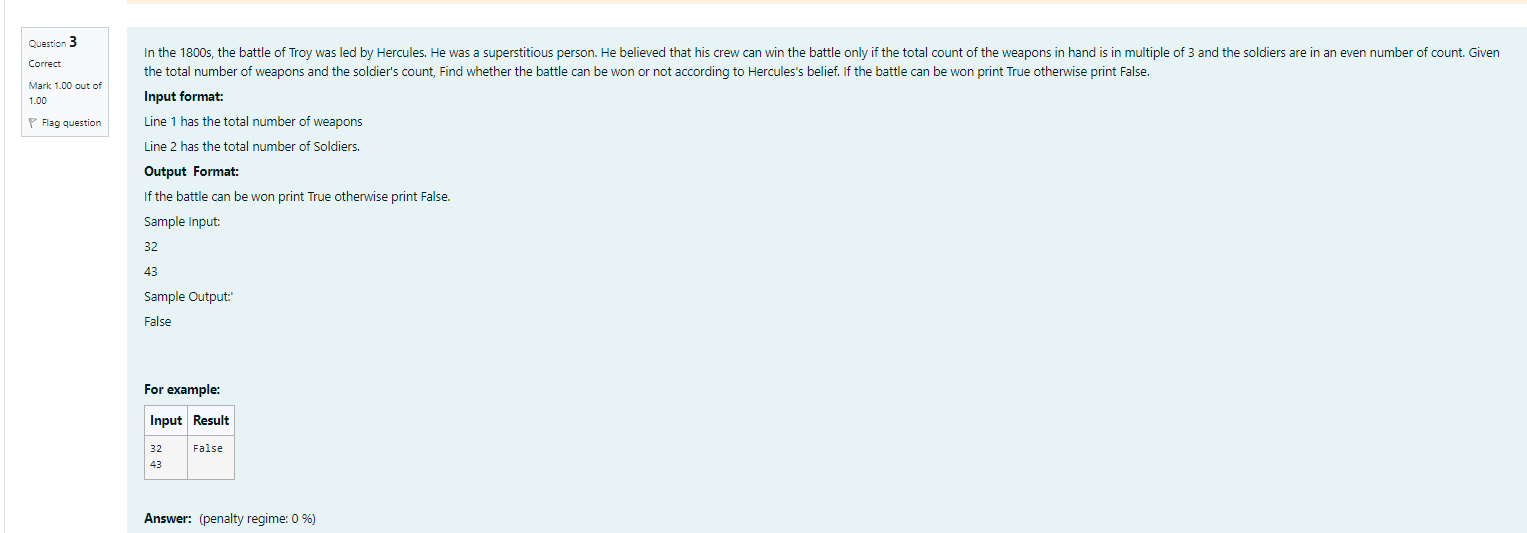 Question 3
Correct
Mark 1.00 out of
1.00
Flag question
In the 1800s, the battle of Troy was led by Hercules. He was a superstitious person. He believed that his crew can win the battle only if the total count of the weapons in hand is in multiple of 3 and the soldiers are in an even number of count. Given
the total number of weapons and the soldier's count, Find whether the battle can be won or not according to Hercules's belief. If the battle can be won print True otherwise print False.
Input format:
Line 1 has the total number of weapons
Line 2 has the total number of Soldiers.
Output Format:
If the battle can be won print True otherwise print False.
Sample Input:
32
43
Sample Output:'
False
For example:
Input Result
32 False
43
Answer: (penalty regime: 0 %)